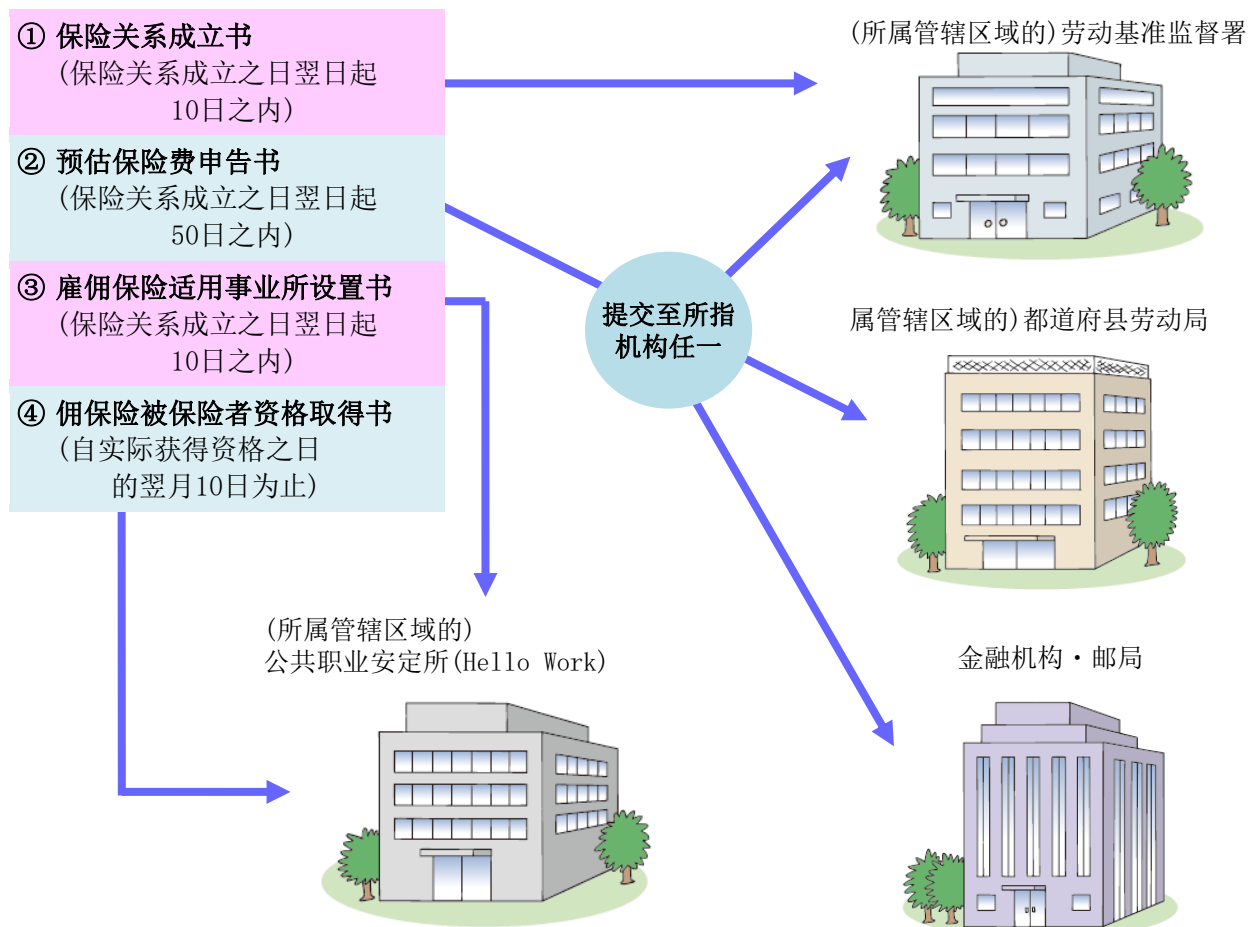 ① 保险关系成立书
(保险关系成立之日翌日起
10日之内)
② 预估保险费申告书
(保险关系成立之日翌日起
50日之内)
③ 雇佣保险适用事业所设置书
(保险关系成立之日翌日起
10日之内)
④ 佣保险被保险者资格取得书
(自实际获得资格之日
的翌月10日为止)
(所属管辖区域的)劳动基准监督署
提交至所指
机构任一
属管辖区域的)都道府县劳动局
(所属管辖区域的)
公共职业安定所(Hello Work)
金融机构・邮局